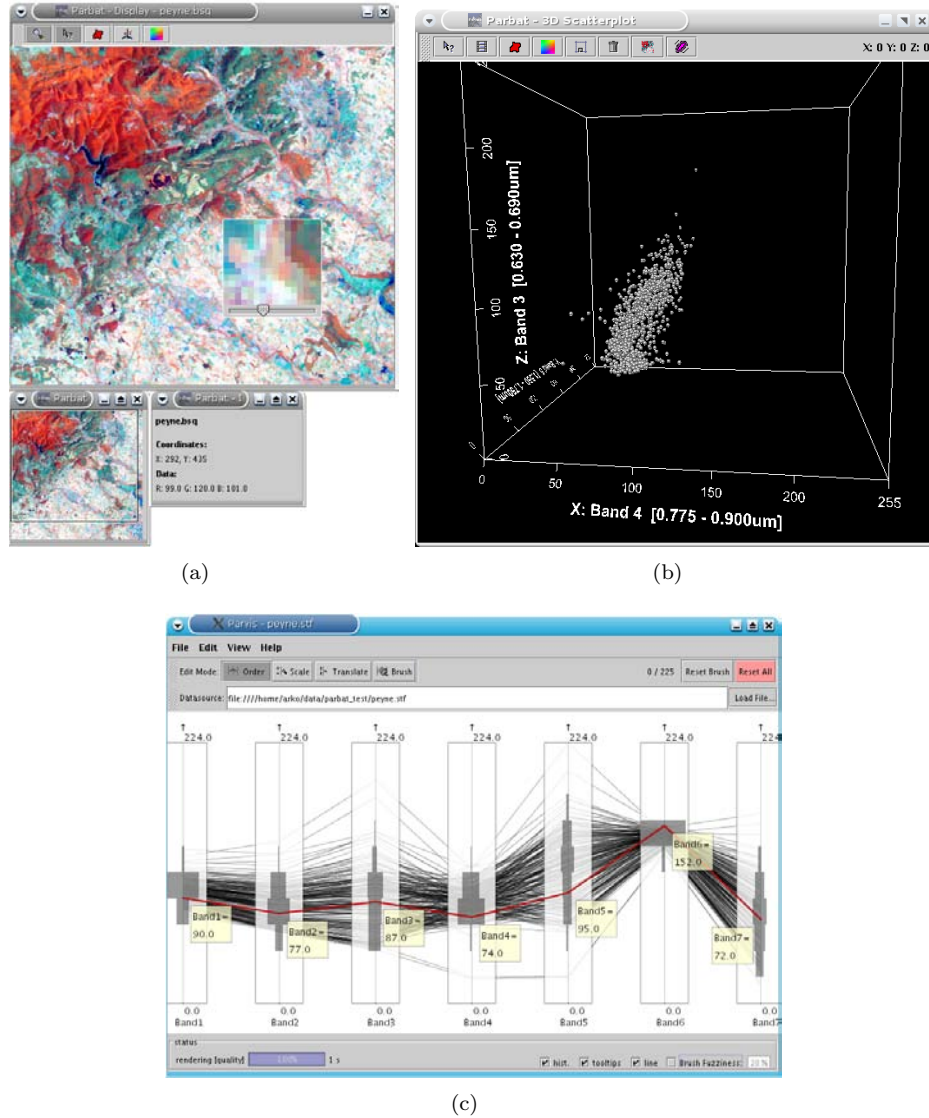 Parbat - Display - peyne.bsq
Parbat
Parbat - I
peyne.bsq
Coordinates:
X: 292, Y: 435
Data:
R: 99.0 G: 120.0 B: 101.0
(a)
Parbat - 3D Scatterplot
X: 0 Y: 0 Z: 0
200
150
100
50
0
Z: Band 3 [0.630 - 0.690um]
0
0
50
100
150
200
255
X: Band 4 [0.775 - 0.900um]
(b)
Parvis - peyne.stf
File Edit View Help
Edit Mode: Order Scale Translate Brush 0 / 225 Reset Brush Reset All
Datasource: file:////home/arko/data/parbat_test/peyne.stf Load File...
224.0 224.0 224.0 224.0 224.0 224.0 224
Band1= 90.0
Band2= 77.0
Band3= 87.0
Band4= 74.0
Band5= 95.0
Band6= 152.0
Band7= 72.0
0.0 0.0 0.0 0.0 0.0 0.0 0.0
Band1 Band2 Band3 Band4 Band5 Band6 Band7
status
rendering [quality] 100% 1 s hist. tooltips line Brush Fuzziness: 20 %
(c)